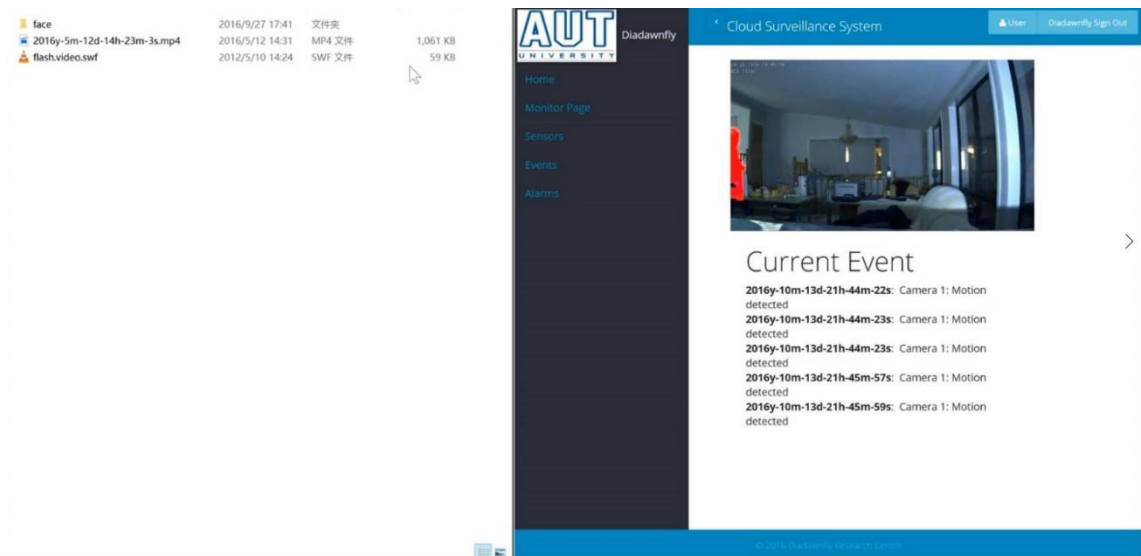 face 2016/9/27 17:41 文件夹
2016y-5m-12d-14h-23m-3s.mp4 2016/5/12 14:31 MP4 文件 1,061 KB
flash.video.swf 2012/5/10 14:24 SWF 文件 59 KB
AUT
UNIVERSITY
Diadawnfly
Home
Monitor Page
Sensors
Events
Alarms
Cloud Surveillance System
User
Diadawnfly Sign Out
Current Event
2016y-10m-13d-21h-44m-22s: Camera 1: Motion
detected
2016y-10m-13d-21h-44m-23s: Camera 1: Motion
detected
2016y-10m-13d-21h-44m-23s: Camera 1: Motion
detected
2016y-10m-13d-21h-45m-57s: Camera 1: Motion
detected
2016y-10m-13d-21h-45m-59s: Camera 1: Motion
detected
© 2016 Diadawnfly Research Centre